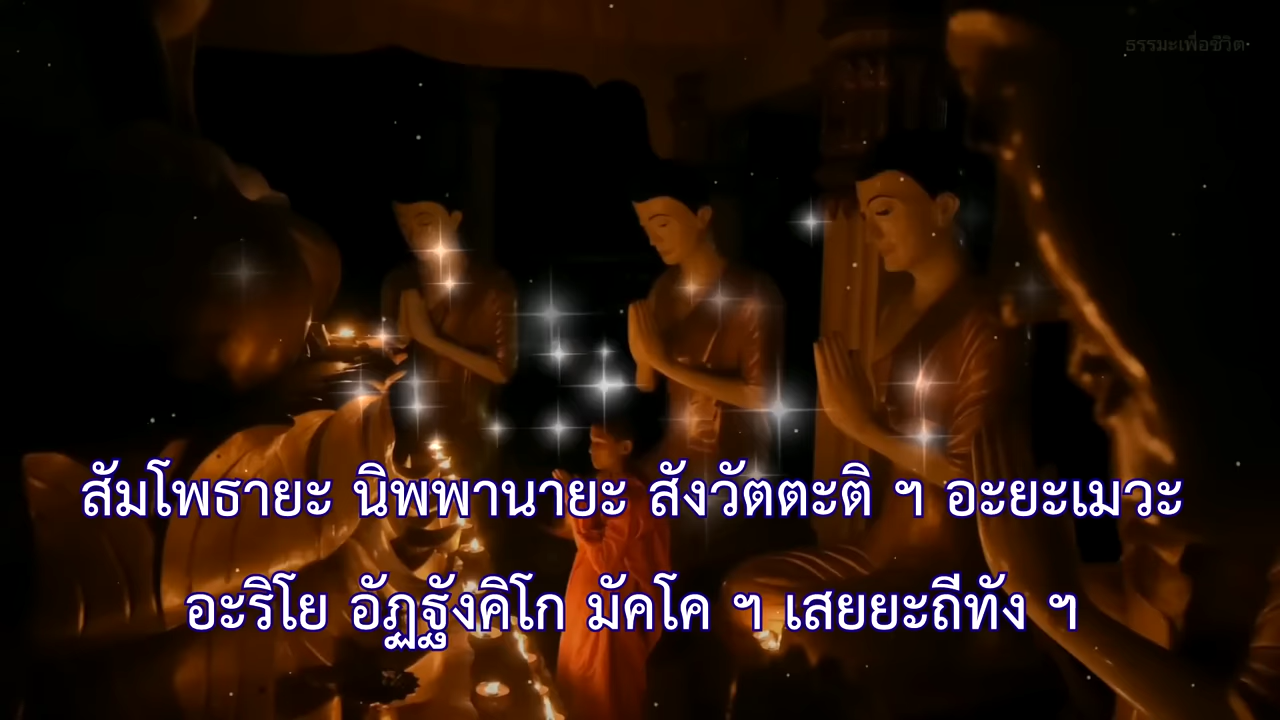 ธรรมะเพื่อชีวิต
สัมโพธายะ นิพพานายะ สังวัตตะติ ฯ อะยะเมวะ
อะริโย อัฏฐังคิโก มัคโค ฯ เสยยะถีทัง ฯ